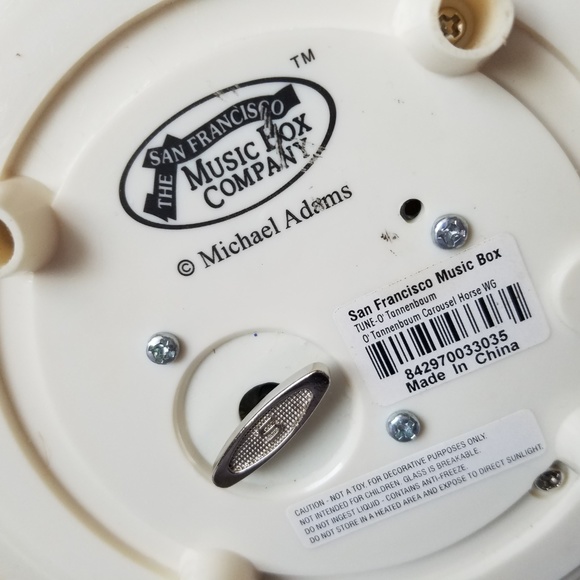 TM
THE SAN FRANCISCO
MUSIC BOX
COMPANY
© Michael Adams
San Francisco Music Box
TUNE-O' Tannenbaum
O' Tannenbaum Carousel Horse WG
842970033035
Made In China
S
CAUTION - NOT A TOY. FOR DECORATIVE PURPOSES ONLY.
NOT INTENDED FOR CHILDREN. GLASS IS BREAKABLE.
DO NOT INGEST LIQUID - CONTAINS ANTI-FREEZE.
DO NOT STORE IN A HEATED AREA AND EXPOSE TO DIRECT SUNLIGHT.